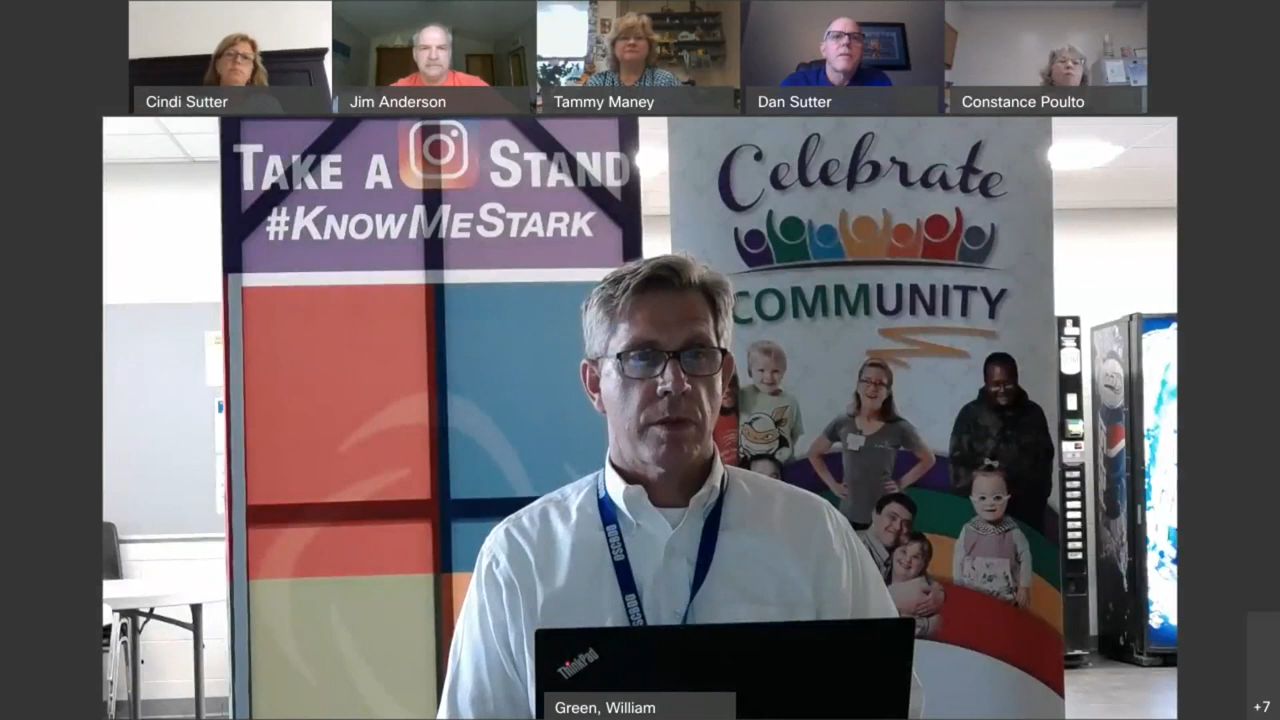 Cindi Sutter
Jim Anderson
Tammy Maney
Dan Sutter
Constance Poulto
TAKE A STAND
#KNOWMESTARK
Celebrate
COMMUNITY
ThinkPad
Green, William
+7